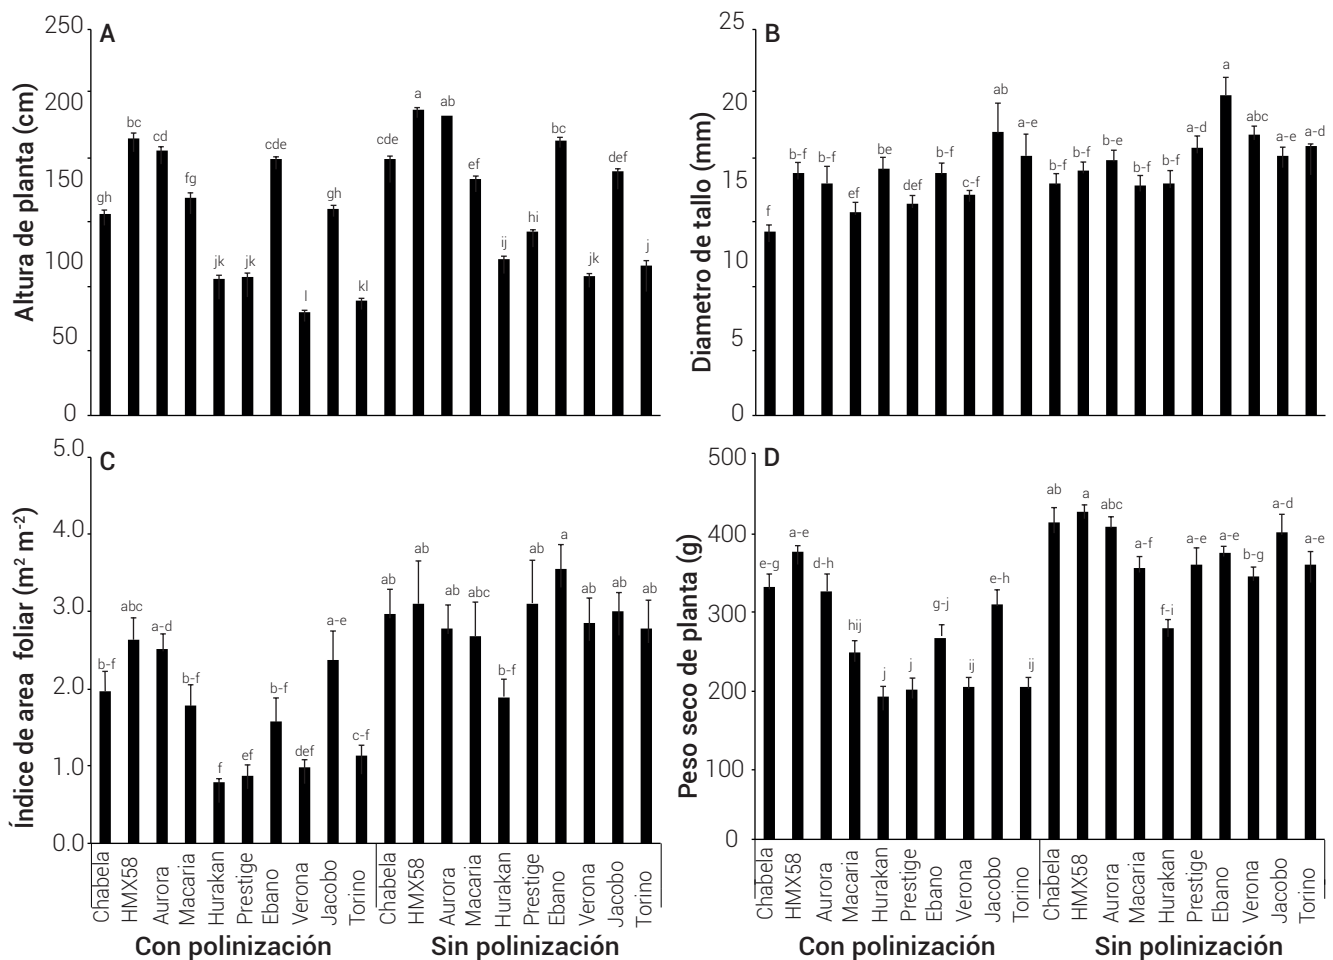 A
Altura de planta (cm)
250
200
150
100
50
0
gh bc cd fg jk jk cde l gh kl cde a ab ef ij hi bc jk def j
B
Diametro de tallo (mm)
25
20
15
10
5
0
f b-f b-f ef be def b-f c-f ab a-e b-f b-f b-e b-f b-f a-d a abc a-e a-d
C
Índice de area foliar (m² m⁻²)
5.0
4.0
3.0
2.0
1.0
0.0
b-f abc a-d b-f f ef b-f def a-e c-f ab ab ab abc b-f ab a ab ab ab
Chabela HMX58 Aurora Macaria Hurakan Prestige Ebano Verona Jacobo Torino Chabela HMX58 Aurora Macaria Hurakan Prestige Ebano Verona Jacobo Torino
Con polinización Sin polinización
D
Peso seco de planta (g)
500
400
300
200
100
0
e-g a-e d-h hij j j g-j ij e-h ij ab a abc a-f f-i a-e a-e b-g a-d a-e
Chabela HMX58 Aurora Macaria Hurakan Prestige Ebano Verona Jacobo Torino Chabela HMX58 Aurora Macaria Hurakan Prestige Ebano Verona Jacobo Torino
Con polinización Sin polinización